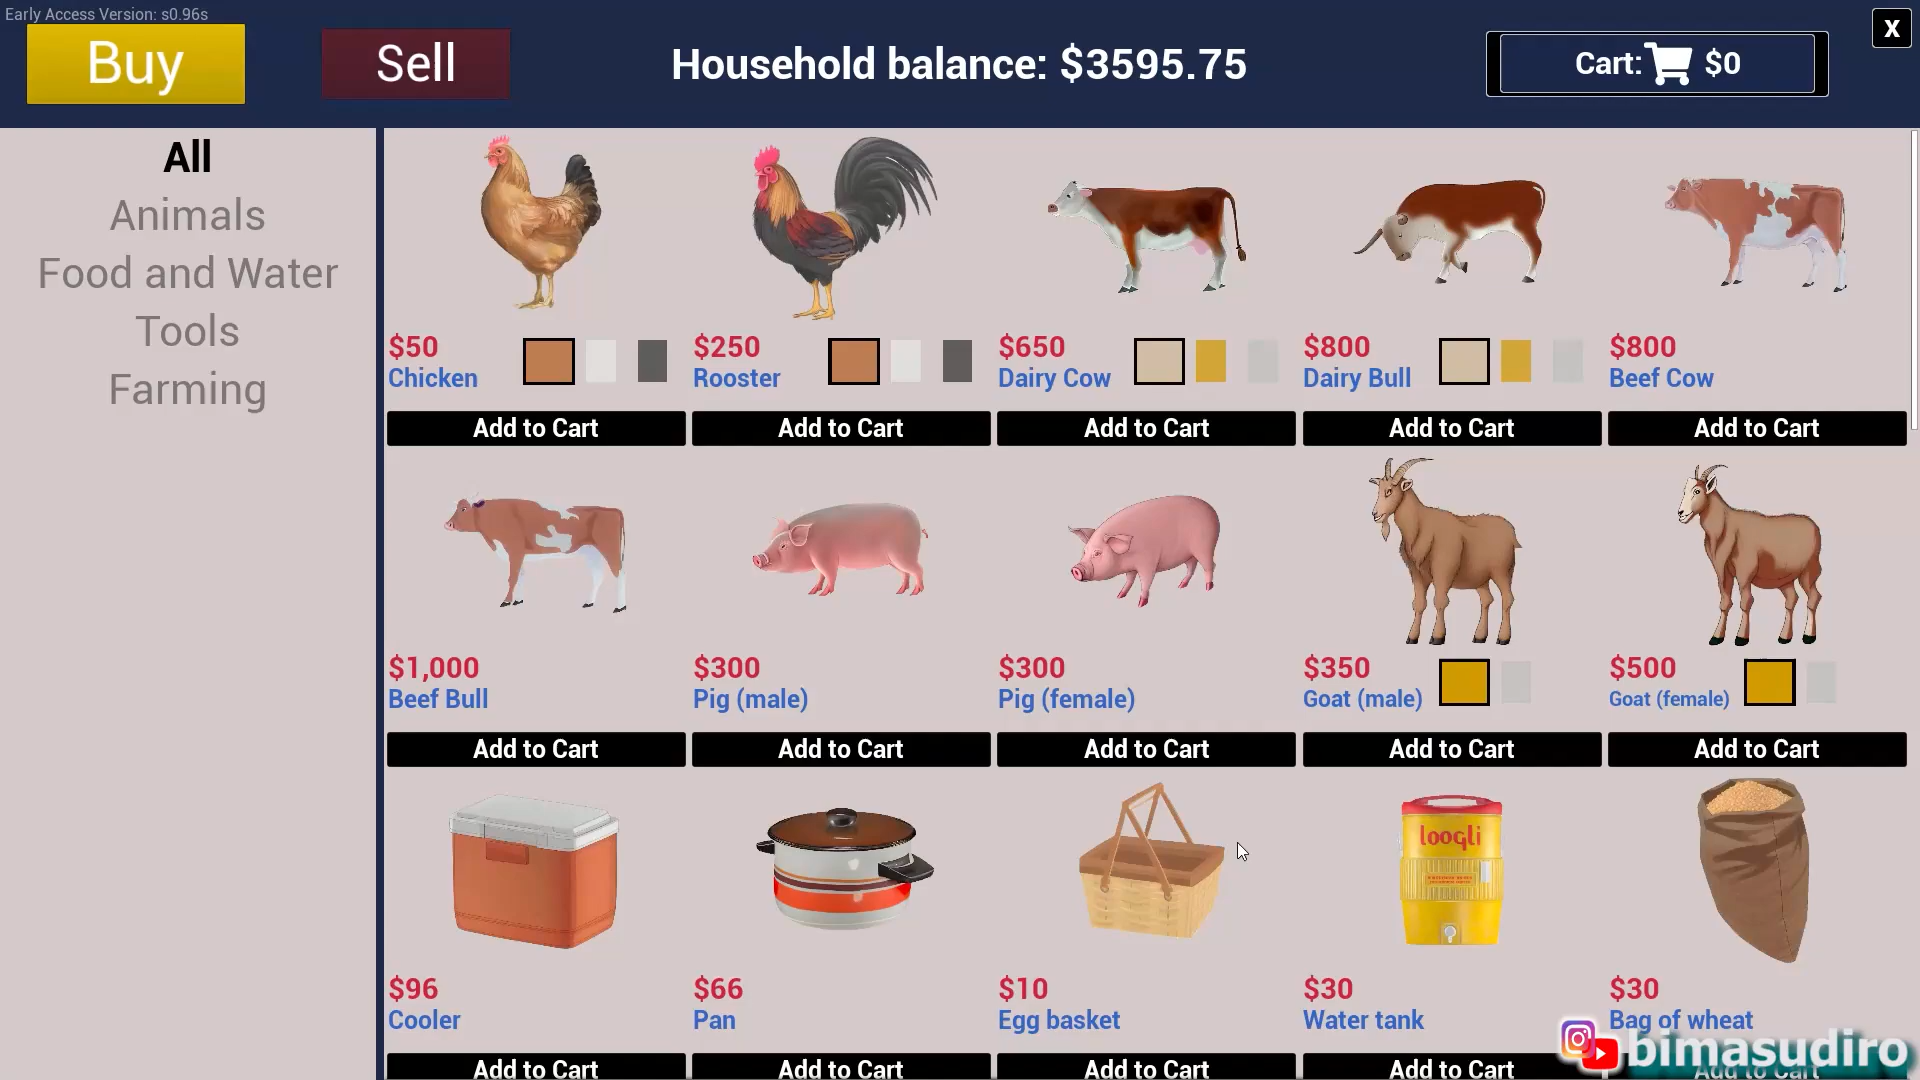 Early Access Version: s0.96s
Buy
Sell
Household balance: $3595.75
Cart: $0
X
All
Animals
Food and Water
Tools
Farming
$50
Chicken
$250
Rooster
$650
Dairy Cow
$800
Dairy Bull
$800
Beef Cow
Add to Cart
Add to Cart
Add to Cart
Add to Cart
Add to Cart
$1,000
Beef Bull
$300
Pig (male)
$300
Pig (female)
$350
Goat (male)
$500
Goat (female)
Add to Cart
Add to Cart
Add to Cart
Add to Cart
Add to Cart
looqli
$96
Cooler
$66
Pan
$10
Egg basket
$30
Water tank
$30
Bag of wheat
Add to Cart
Add to Cart
Add to Cart
Add to Cart
Add to Cart
bimasudiro